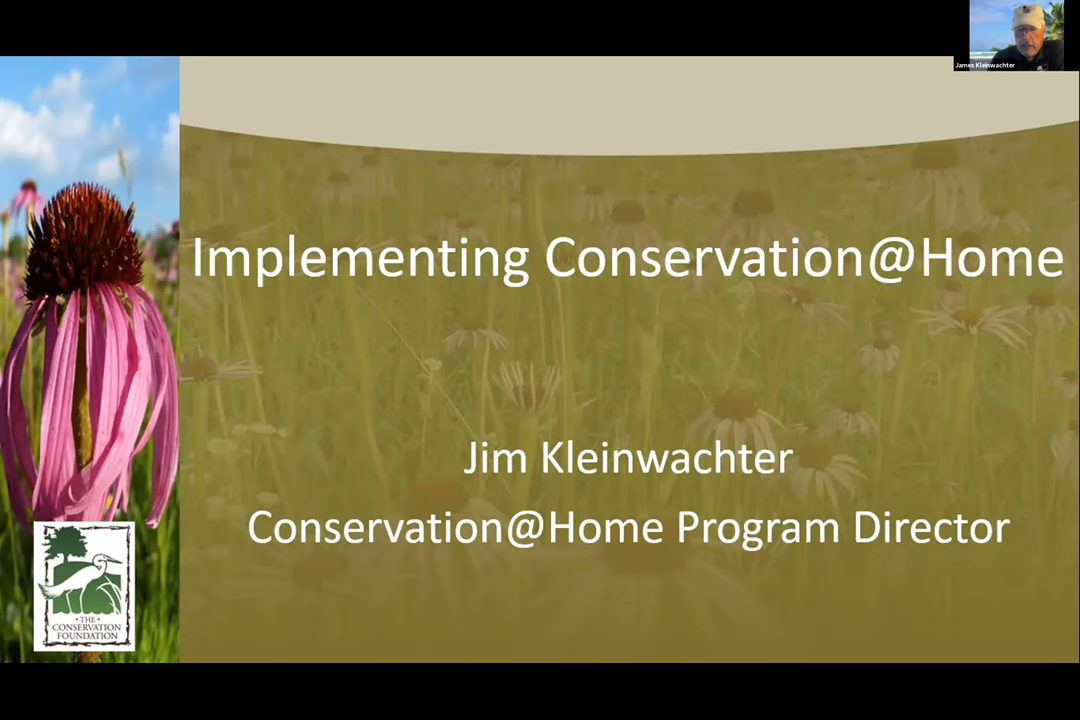 James Kleinwachter
Implementing Conservation@Home
Jim Kleinwachter
Conservation@Home Program Director
• THE •
CONSERVATION
FOUNDATION